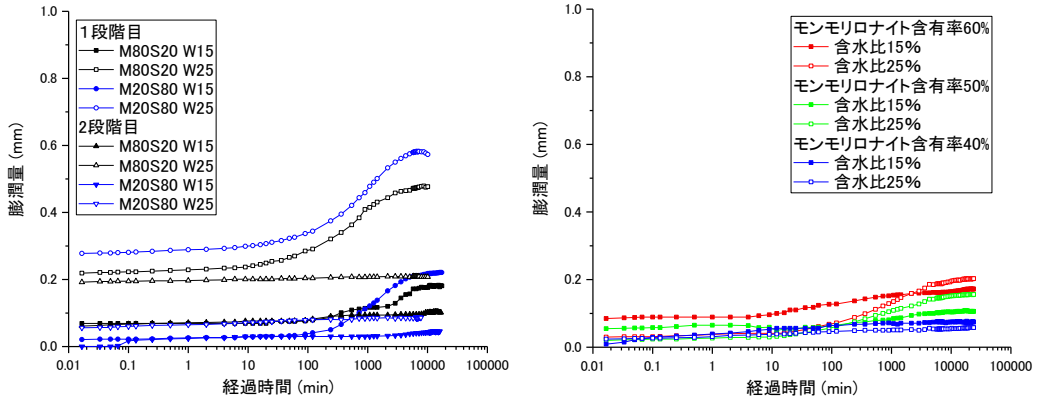 1.0
0.8
0.6
0.4
0.2
0.0
膨潤量 (mm)
0.01
0.1
1
10
100
1000
10000
100000
経過時間 (min)
1段階目
M80S20 W15
M80S20 W25
M20S80 W15
M20S80 W25
2段階目
M80S20 W15
M80S20 W25
M20S80 W15
M20S80 W25
1.0
0.8
0.6
0.4
0.2
0.0
膨潤量 (mm)
0.01
0.1
1
10
100
1000
10000
100000
経過時間 (min)
モンモリロナイト含有率60%
含水比15%
含水比25%
モンモリロナイト含有率50%
含水比15%
含水比25%
モンモリロナイト含有率40%
含水比15%
含水比25%